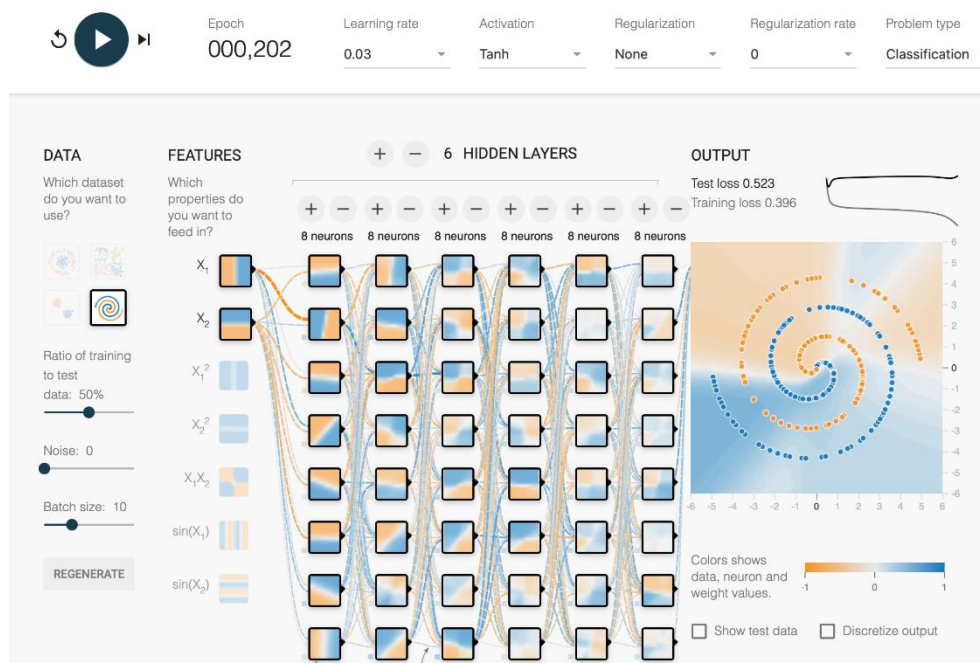 Epoch
000,202
Learning rate
0.03
Activation
Tanh
Regularization
None
Regularization rate
0
Problem type
Classification
DATA
Which dataset
do you want to
use?
Ratio of training
to test
data: 50%
Noise: 0
Batch size: 10
REGENERATE
FEATURES
Which
properties do
you want to
feed in?
X₁
X₂
X₁²
X₂²
X₁X₂
sin(X₁)
sin(X₂)
+ − 6 HIDDEN LAYERS
+ − + − + − + − + − + −
8 neurons 8 neurons 8 neurons 8 neurons 8 neurons 8 neurons
OUTPUT
Test loss 0.523
Training loss 0.396
6
5
4
3
2
1
0
-1
-2
-3
-4
-5
-6
-6 -5 -4 -3 -2 -1 0 1 2 3 4 5 6
Colors shows
data, neuron and
weight values.
-1 0 1
Show test data
Discretize output